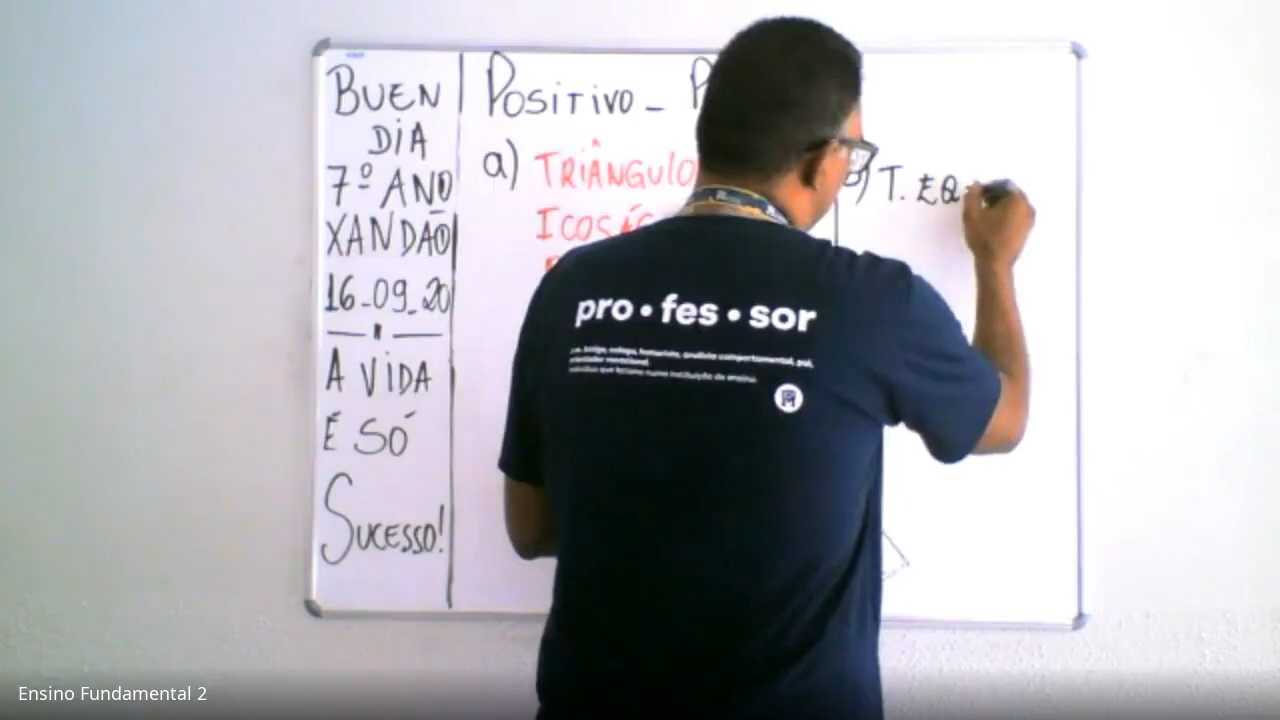 BUEN
DIA
7º ANO
XANDÃO
16-09-20
A VIDA
É SÓ
SUCESSO!
POSITIVO -
a) TRIÂNGULO
b) T. EQ
pro•fes•sor
Ensino Fundamental 2